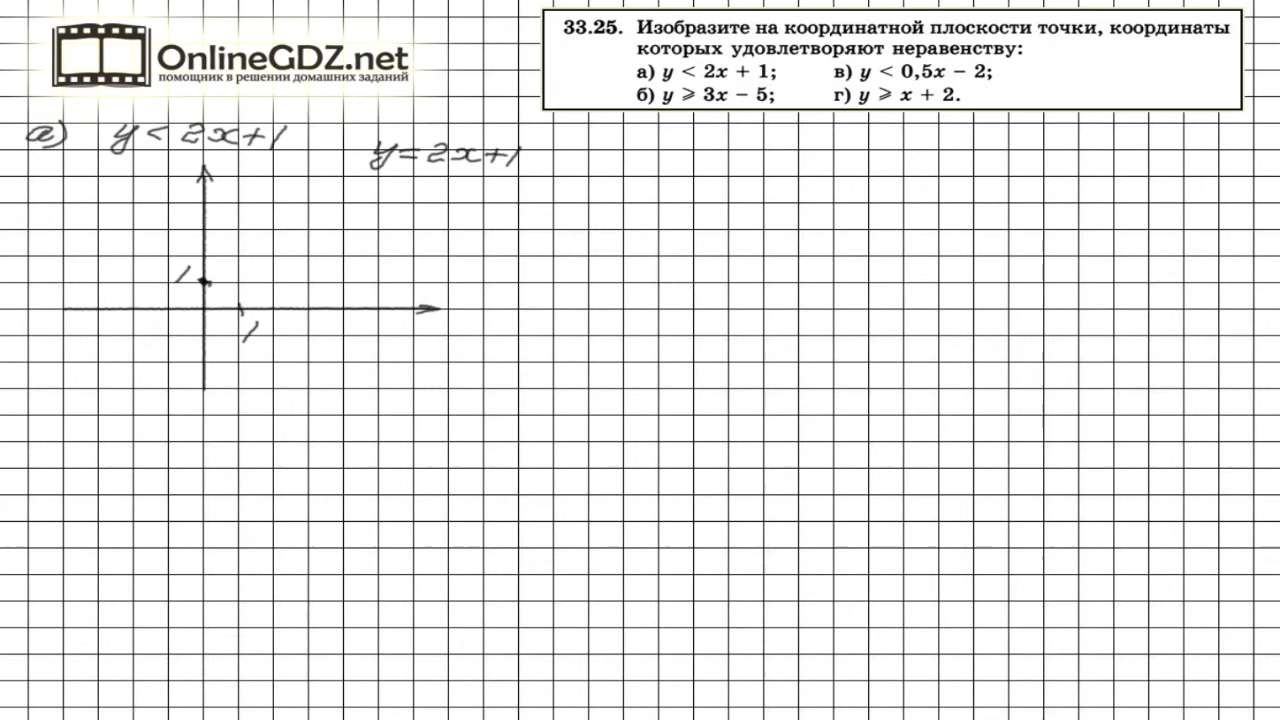 OnlineGDZ.net
помощник в решении домашних заданий
33.25. Изобразите на координатной плоскости точки, координаты
которых удовлетворяют неравенству:
а) y < 2x + 1; в) y < 0,5x − 2;
б) y ⩾ 3x − 5; г) y ⩾ x + 2.
а) y < 2x+1
y=2x+1
1
1